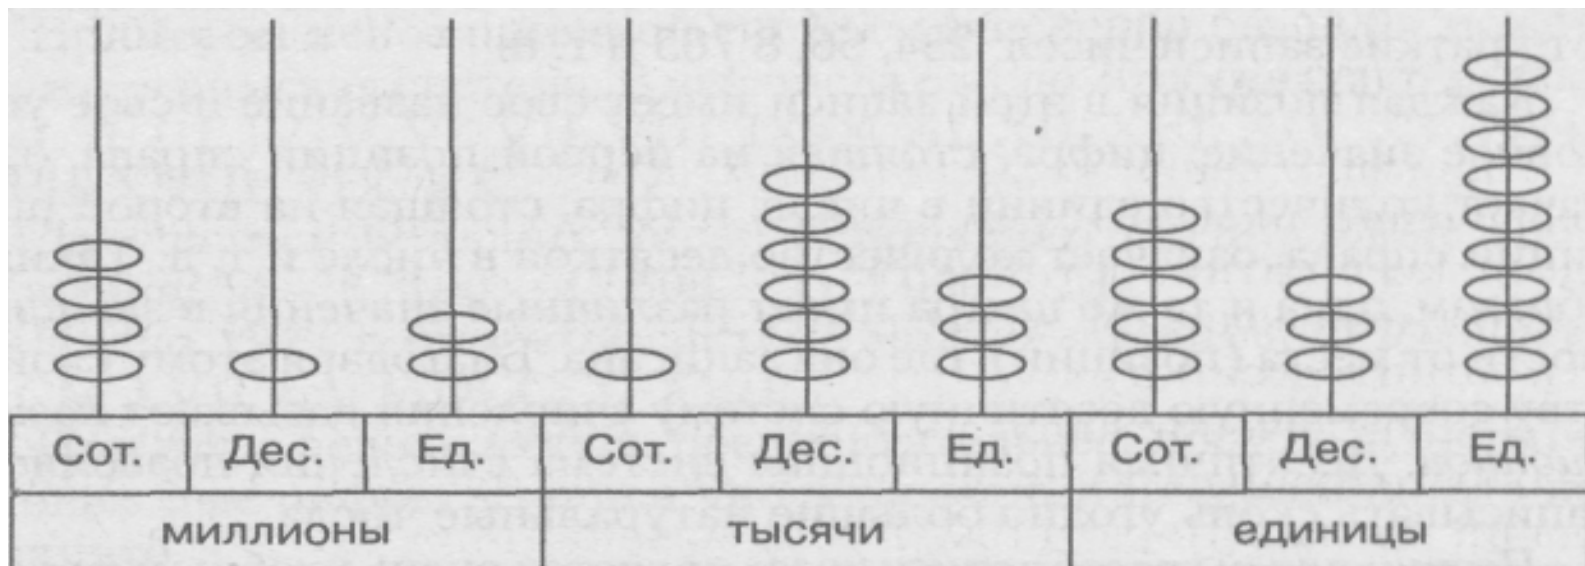 Сот. Дес. Ед. Сот. Дес. Ед. Сот. Дес. Ед.
миллионы тысячи единицы